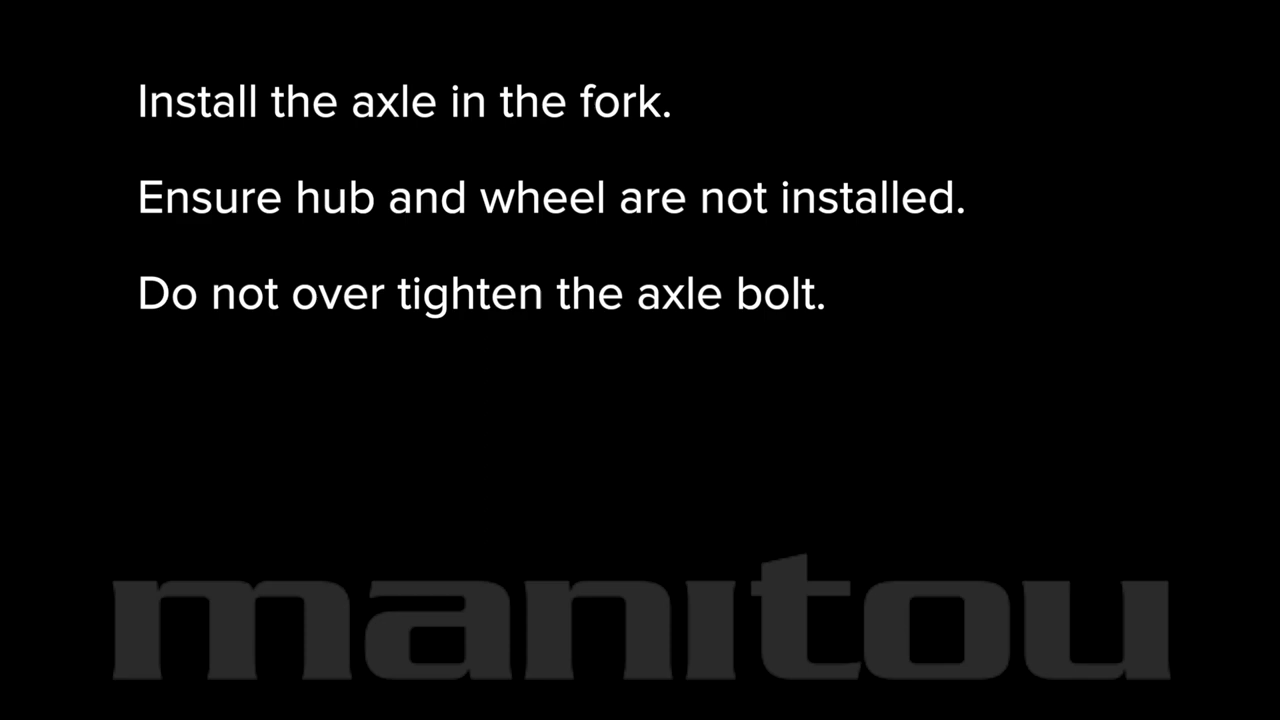 Install the axle in the fork.
Ensure hub and wheel are not installed.
Do not over tighten the axle bolt.
manitou